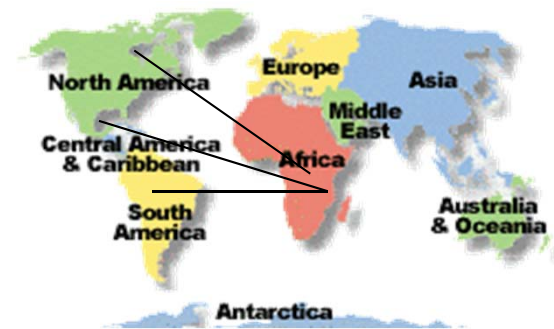 North America
Europe
Asia
Middle
East
Central America
& Caribbean
Africa
South
America
Australia
& Oceania
Antarctica